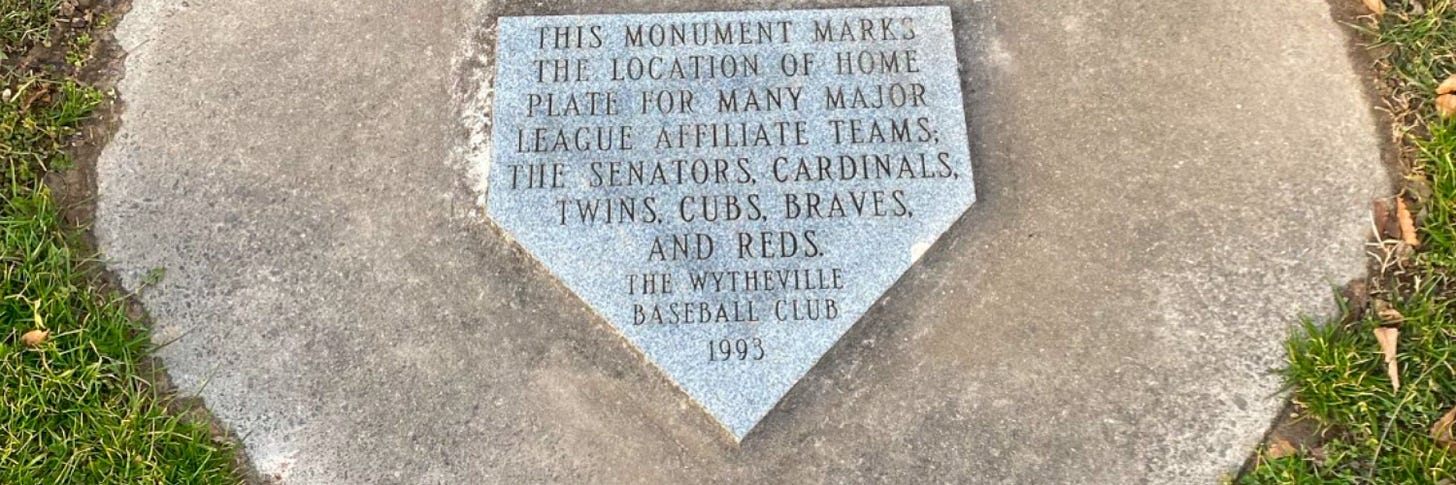 THIS MONUMENT MARKS
THE LOCATION OF HOME
PLATE FOR MANY MAJOR
LEAGUE AFFILIATE TEAMS;
THE SENATORS, CARDINALS,
TWINS, CUBS, BRAVES,
AND REDS.
THE WYTHEVILLE
BASEBALL CLUB
1993